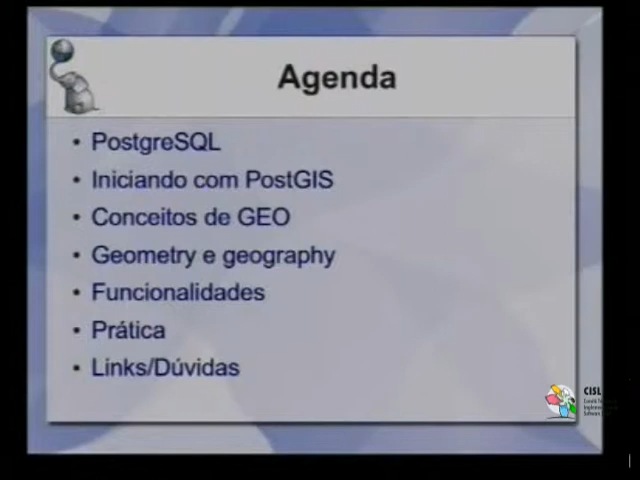 Agenda
• PostgreSQL
• Iniciando com PostGIS
• Conceitos de GEO
• Geometry e geography
• Funcionalidades
• Prática
• Links/Dúvidas
CISL